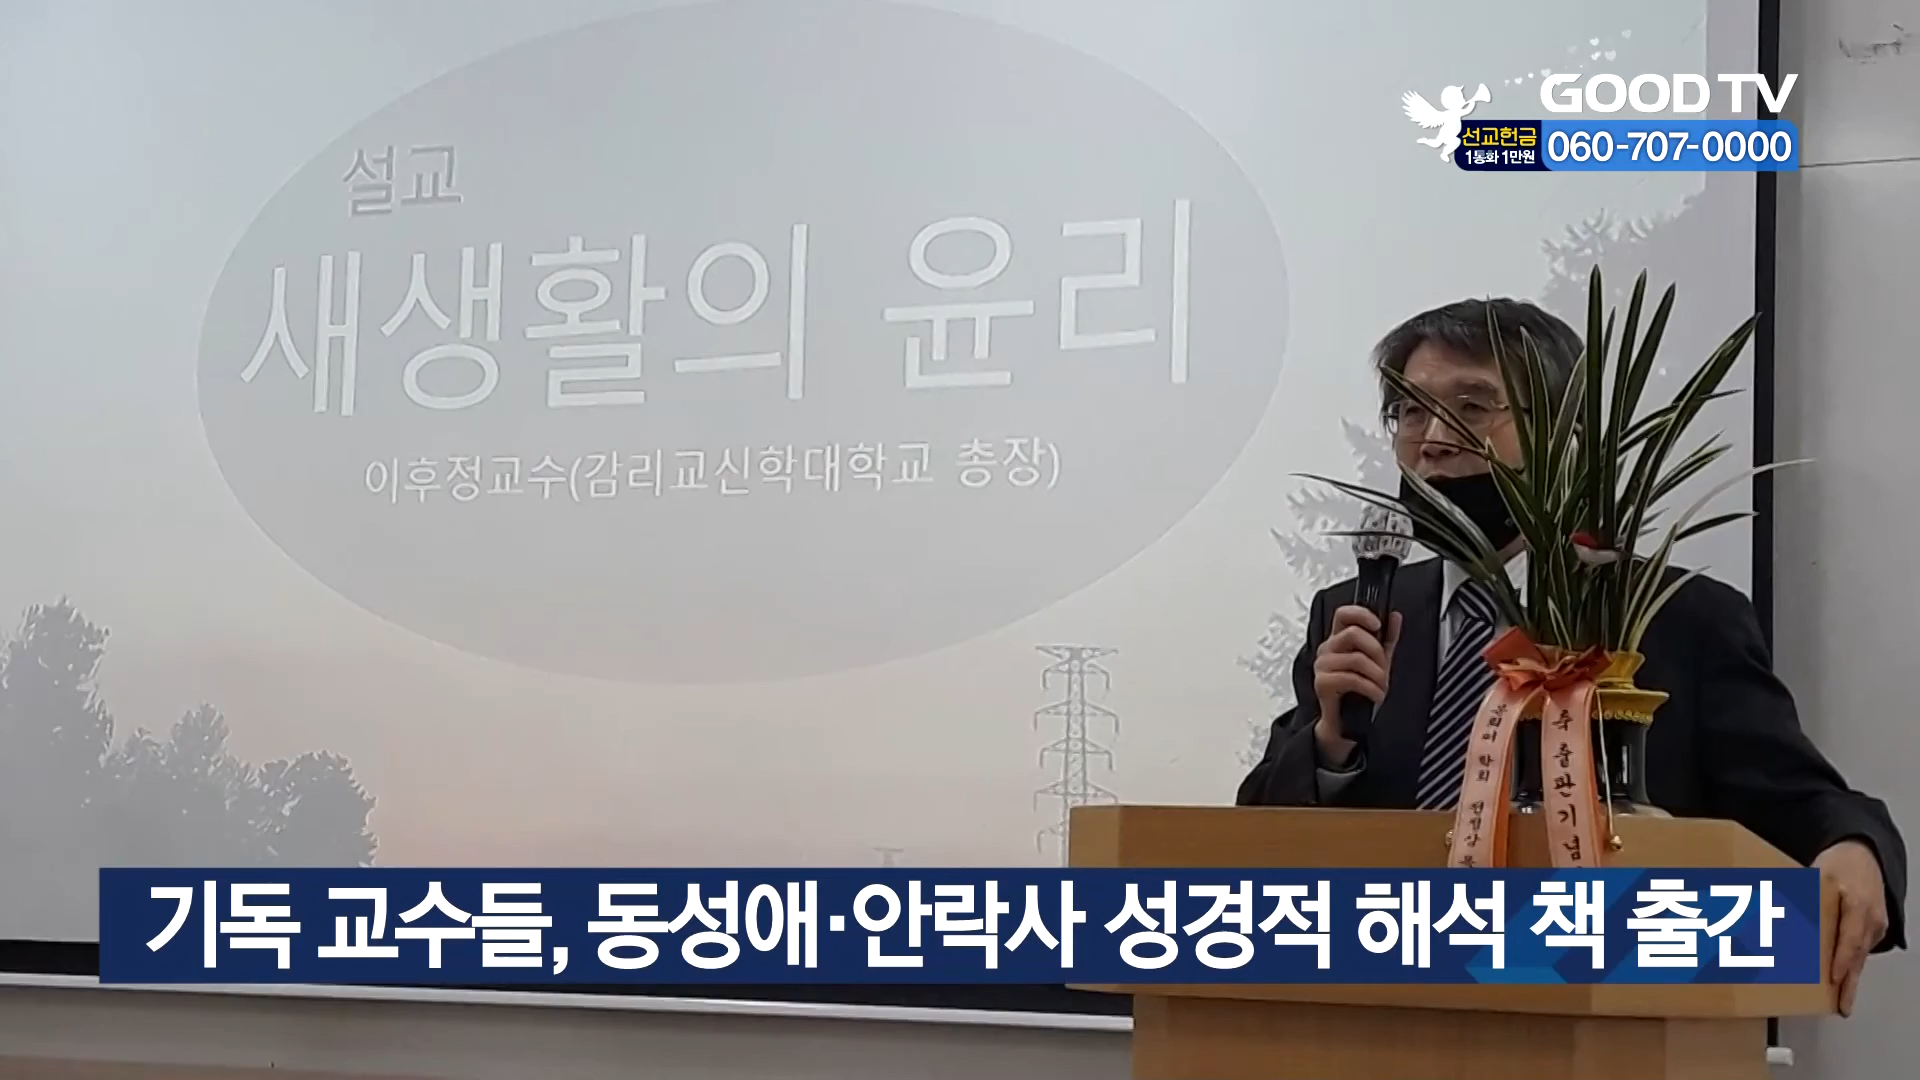 GOOD TV
선교헌금
1통화 1만원
060-707-0000
설교
새생활의 윤리
이후정교수(감리교신학대학교 총장)
축 출판기념
기독 교수들, 동성애·안락사 성경적 해석 책 출간